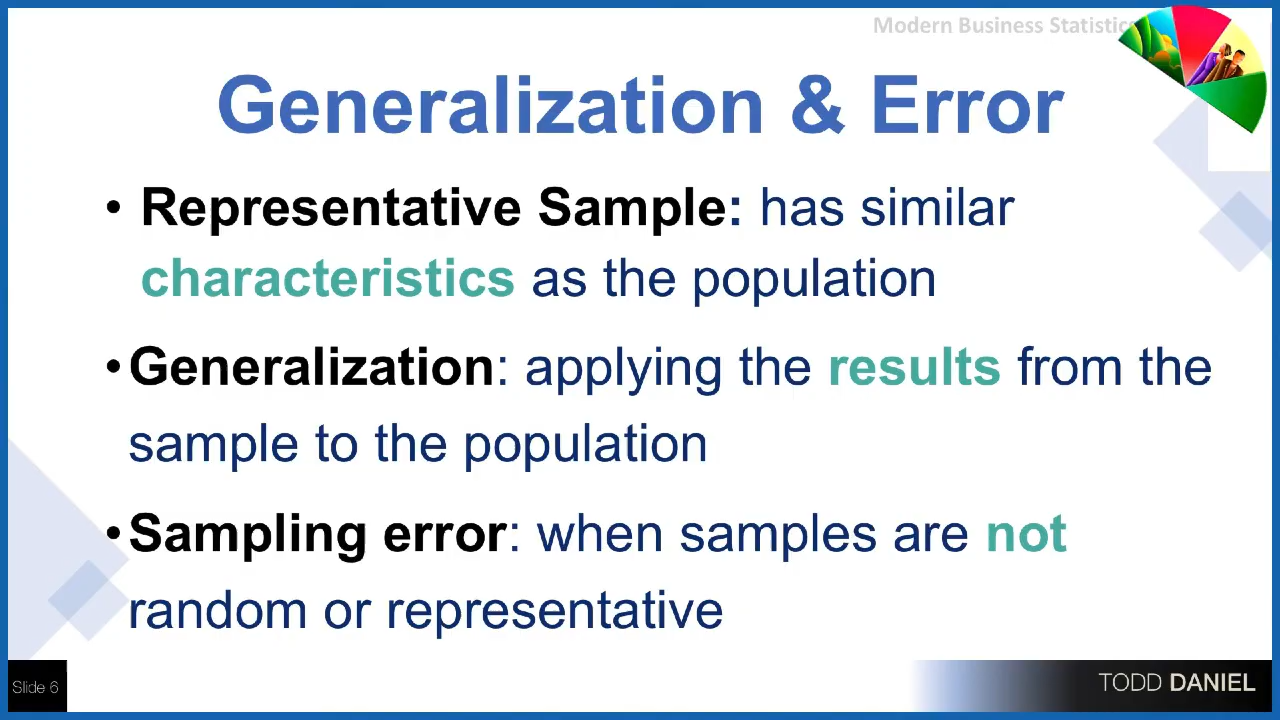 Modern Business Statistics
Generalization & Error
• Representative Sample: has similar
characteristics as the population
• Generalization: applying the results from the
sample to the population
• Sampling error: when samples are not
random or representative
Slide 6
TODD DANIEL